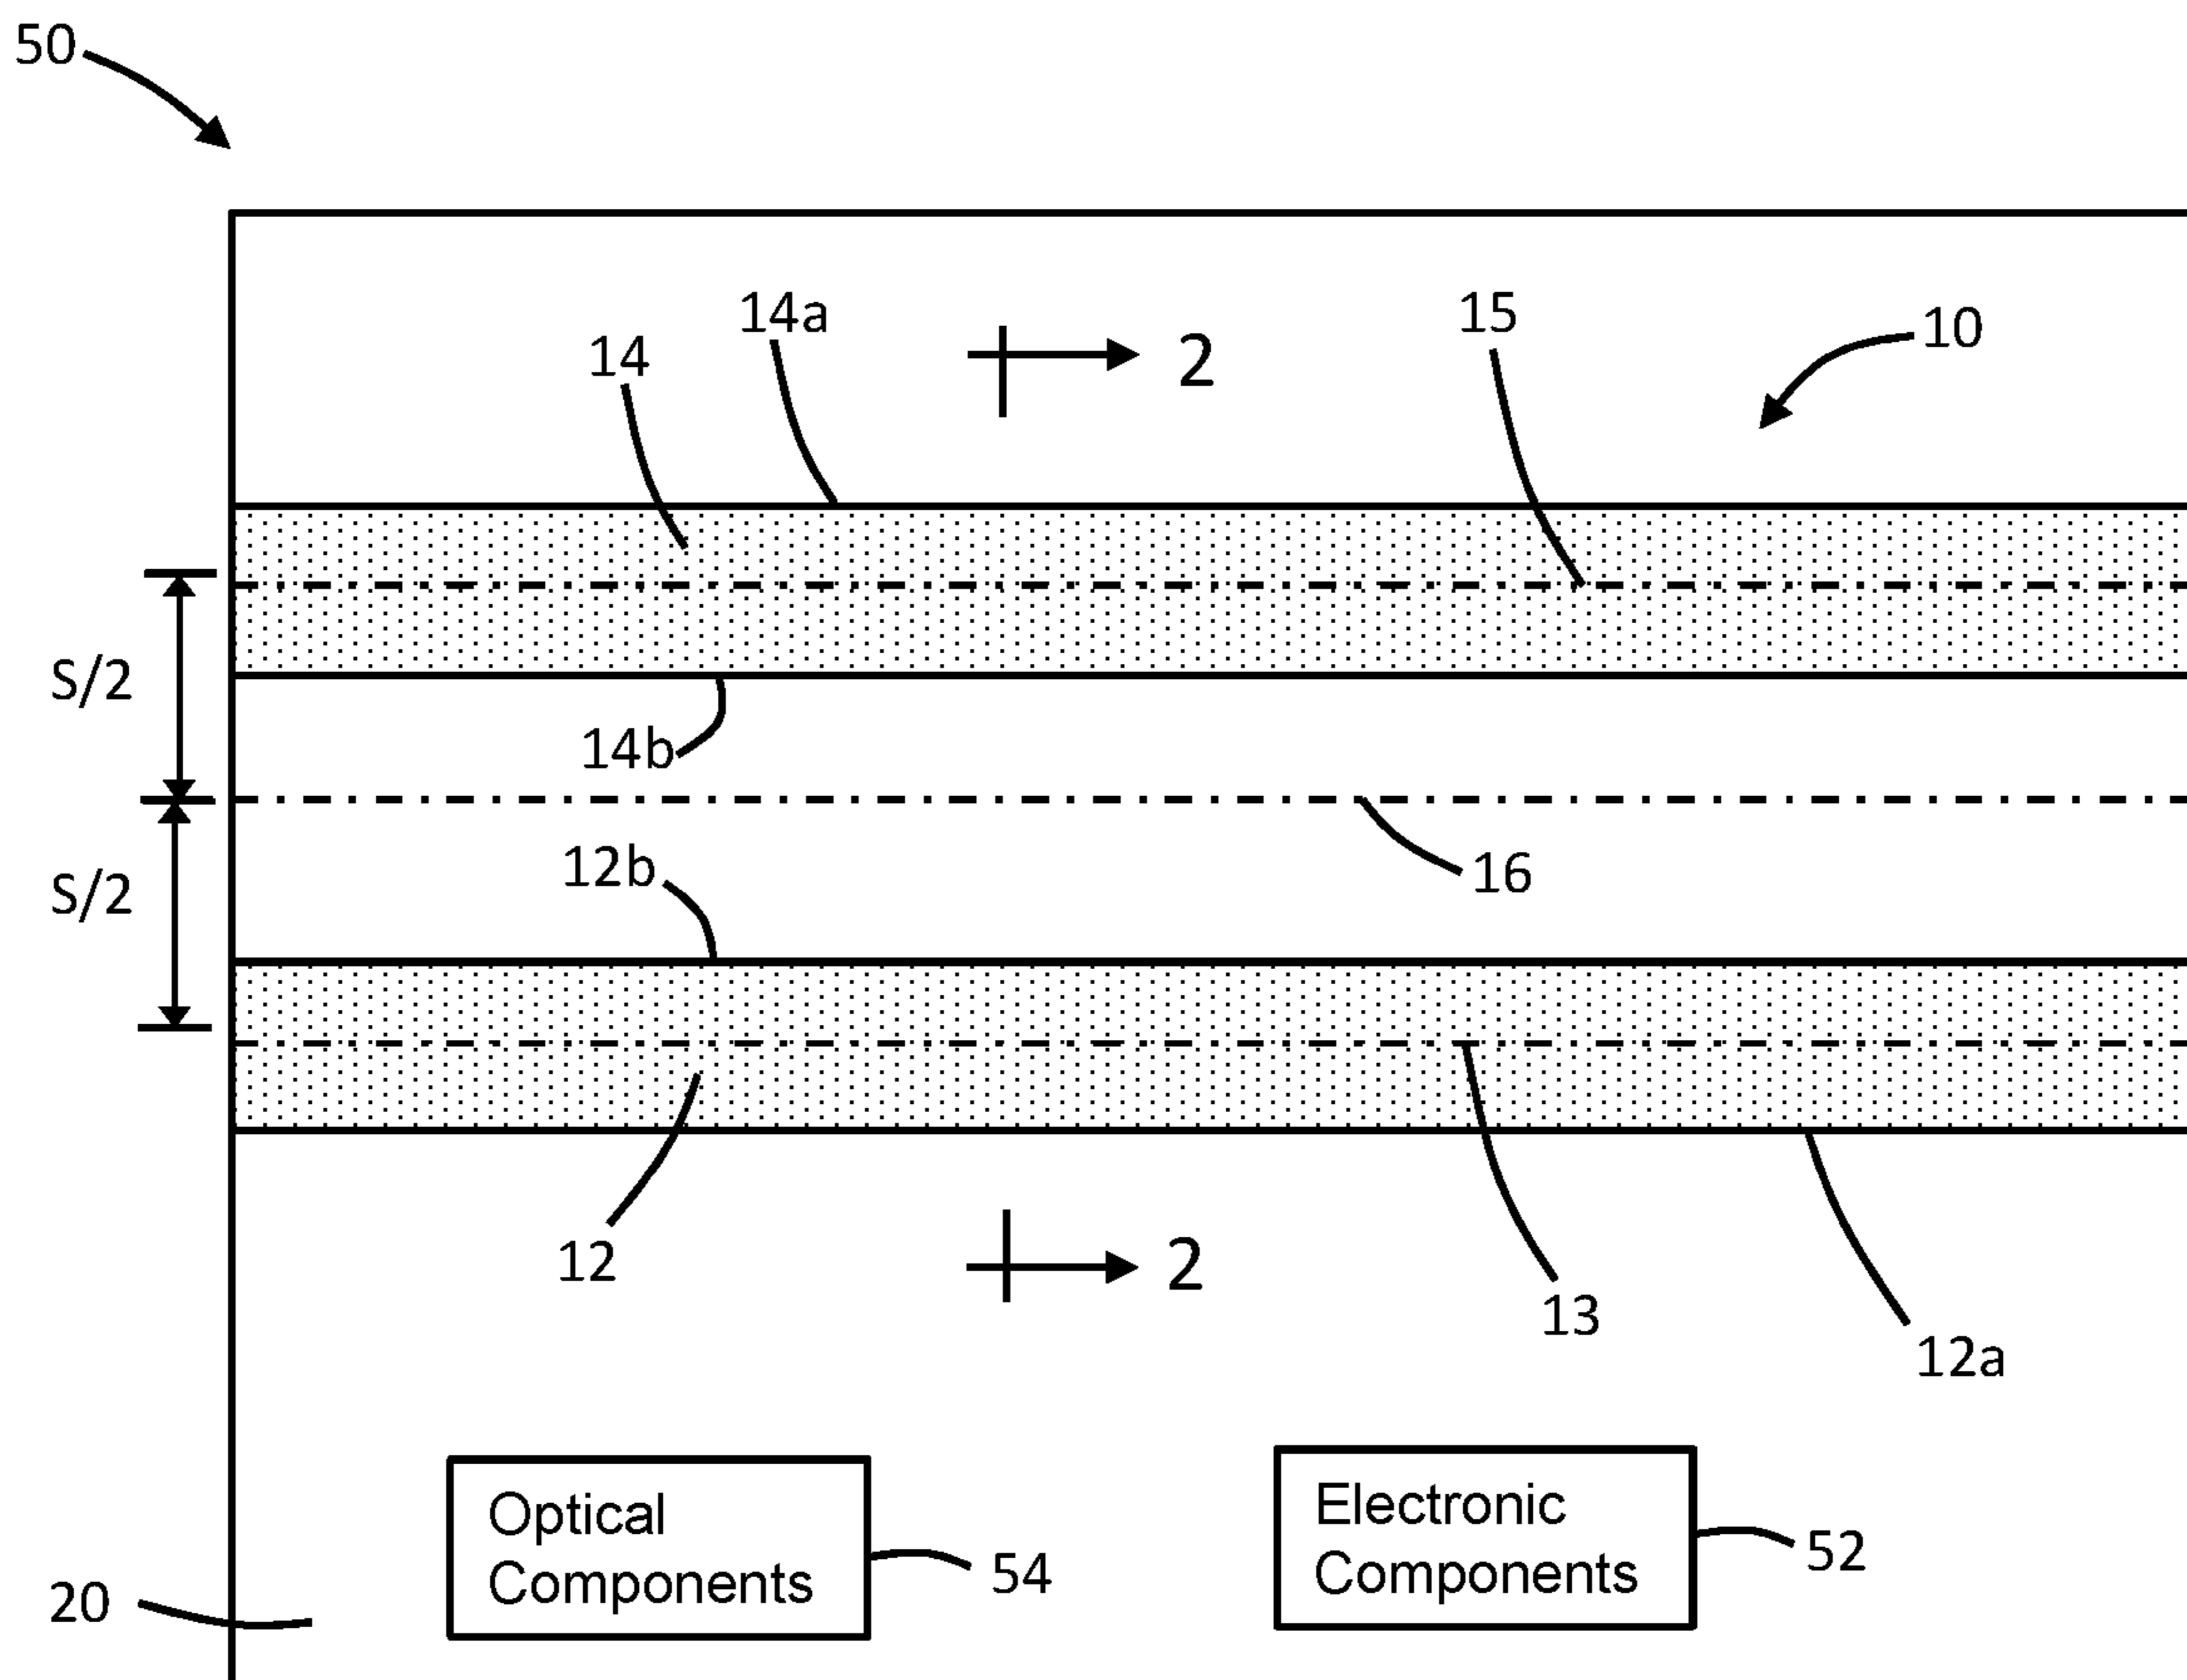 50
14a
15
10
14
2
S/2
14b
12b
16
S/2
12
2
13
12a
Optical
Components
54
Electronic
Components
52
20